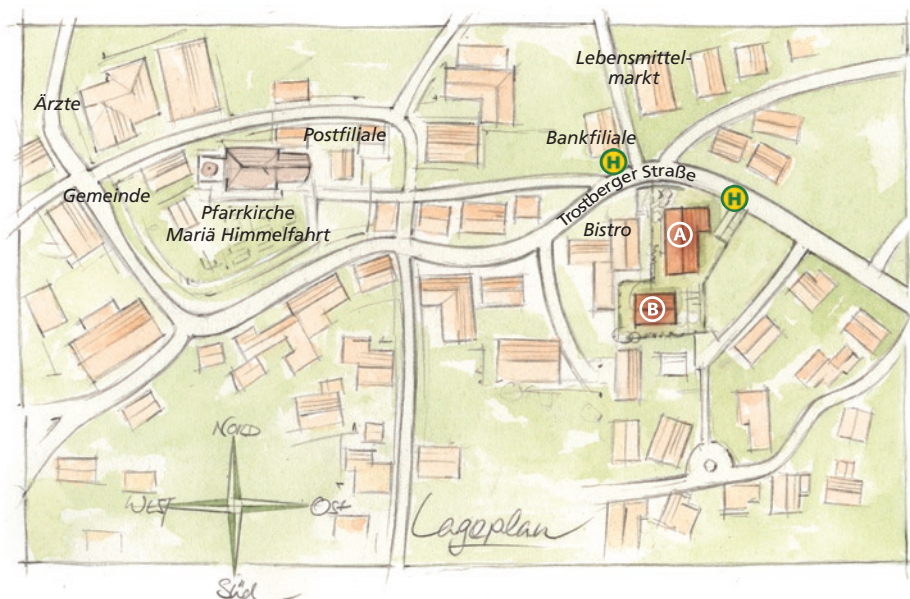 Lebensmittel-
markt
Ärzte
Postfiliale
Bankfiliale
H
Trostberger Straße
H
Gemeinde
Pfarrkirche
Mariä Himmelfahrt
Bistro
A
B
NORD
WEST
OST
Lageplan
Süd